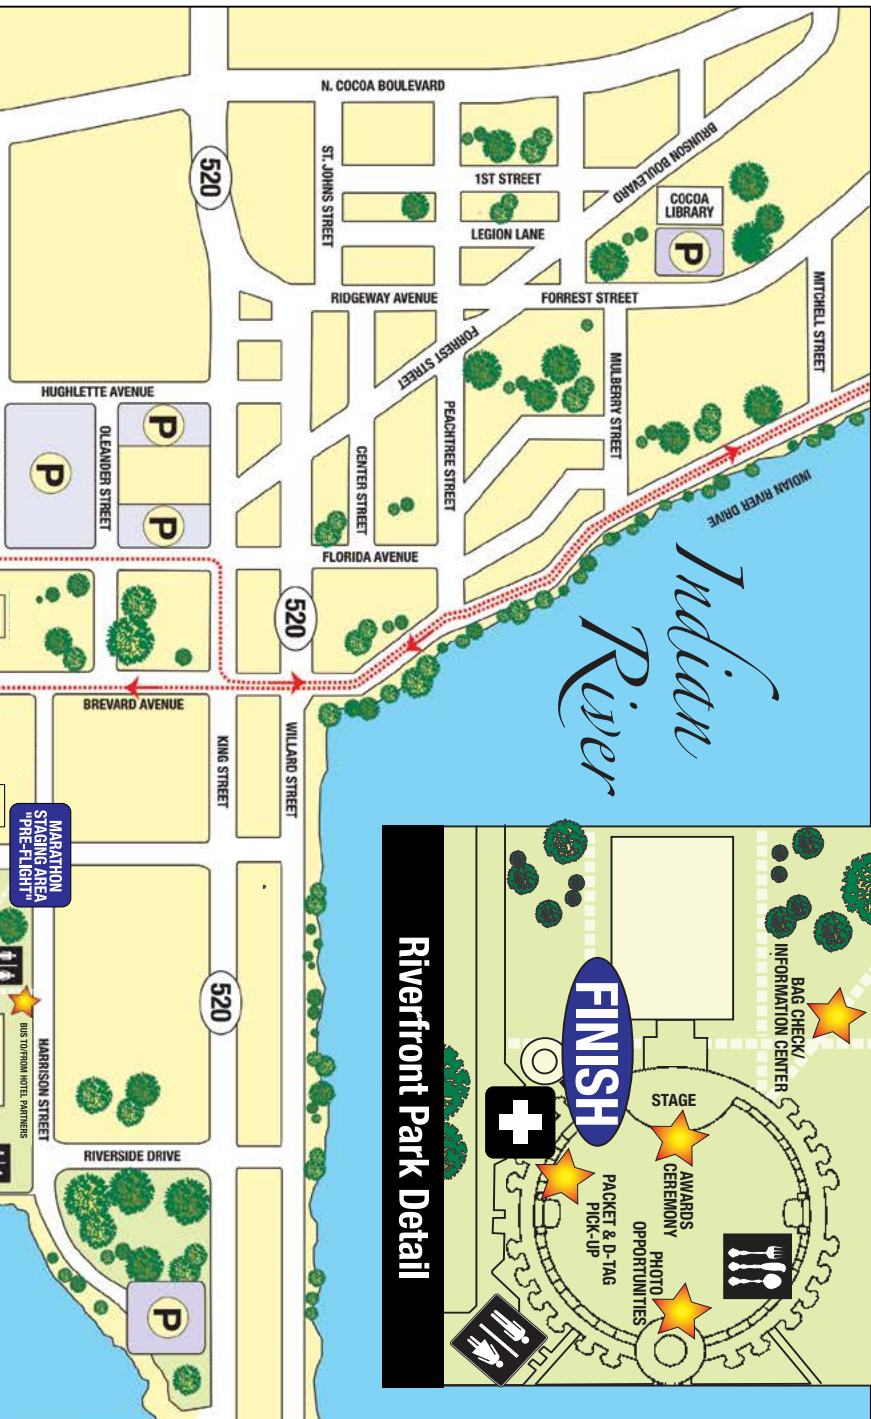 N. COCOA BOULEVARD
520
ST. JOHNS STREET
1ST STREET
LEGION LANE
BRUNSON BOULEVARD
COCOA
LIBRARY
P
MITCHELL STREET
RIDGEWAY AVENUE
FORREST STREET
FORREST STREET
HUGHLETTE AVENUE
P
OLEANDER STREET
P
P
CENTER STREET
PEACHTREE STREET
MULBERRY STREET
INDIAN RIVER DRIVE
FLORIDA AVENUE
520
Indian
River
BREVARD AVENUE
KING STREET
WILLARD STREET
MARATHON
STAGING AREA
"PRE-FLIGHT"
520
BUS TO/FROM HOTEL PARTNERS
HARRISON STREET
RIVERSIDE DRIVE
P
Riverfront Park Detail
BAG CHECK/
INFORMATION CENTER
FINISH
STAGE
AWARDS
CEREMONY
PACKET & D-TAG
PICK-UP
PHOTO
OPPORTUNITIES